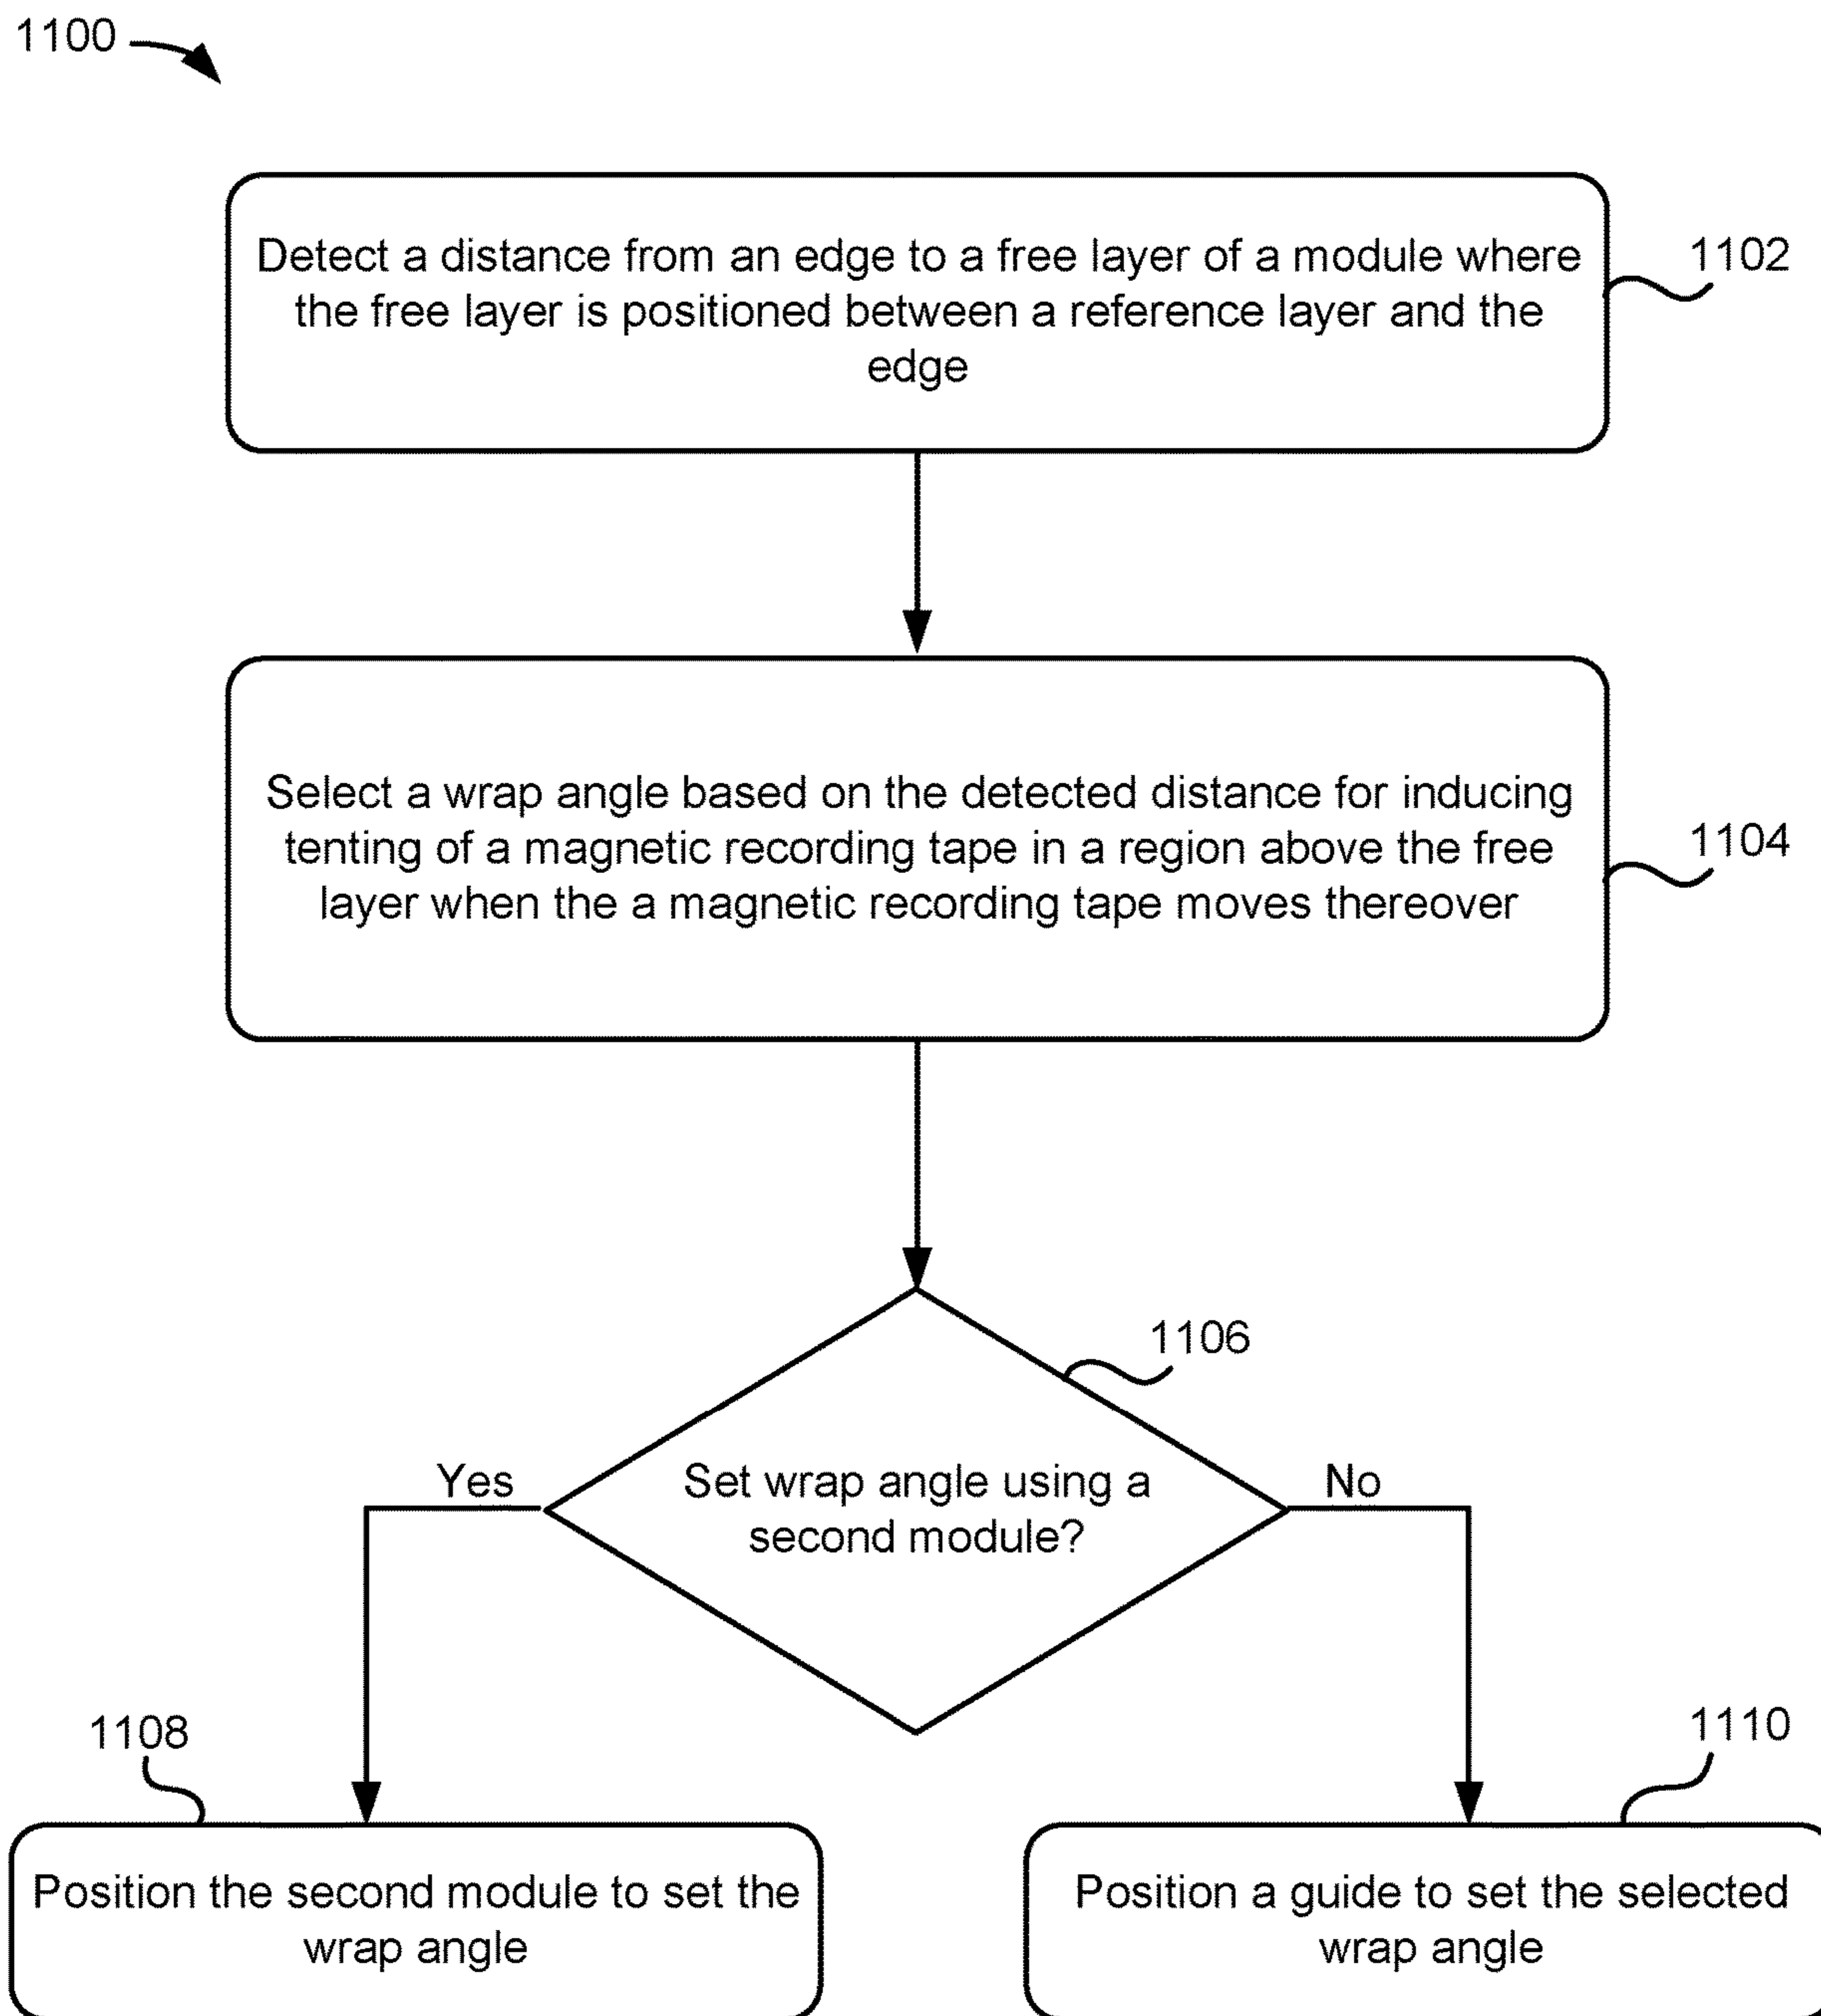 1100
Detect a distance from an edge to a free layer of a module where
the free layer is positioned between a reference layer and the
edge
1102
Select a wrap angle based on the detected distance for inducing
tenting of a magnetic recording tape in a region above the free
layer when the a magnetic recording tape moves thereover
1104
1106
Yes
Set wrap angle using a
second module?
No
1108
1110
Position the second module to set the
wrap angle
Position a guide to set the selected
wrap angle